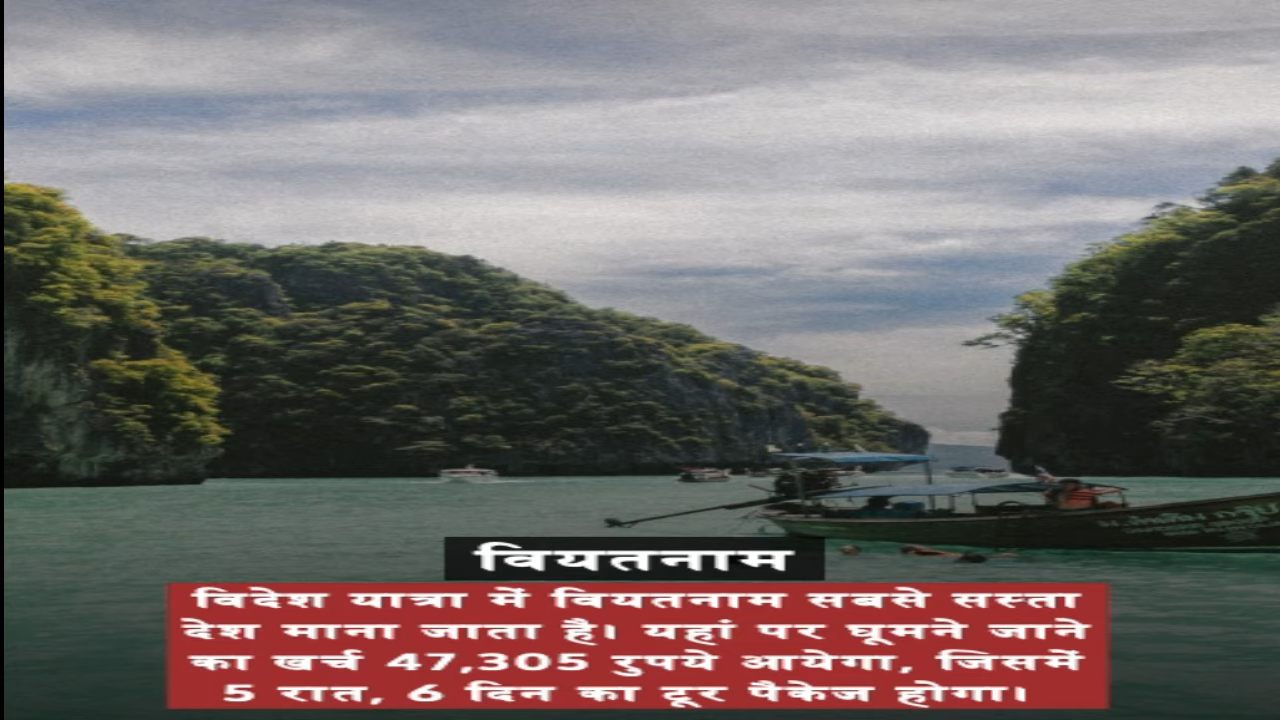 वियतनाम
विदेश यात्रा में वियतनाम सबसे सस्ता
देश माना जाता है। यहां पर घूमने जाने
का खर्च 47,305 रुपये आयेगा, जिसमें
5 रात, 6 दिन का टूर पैकेज होगा।